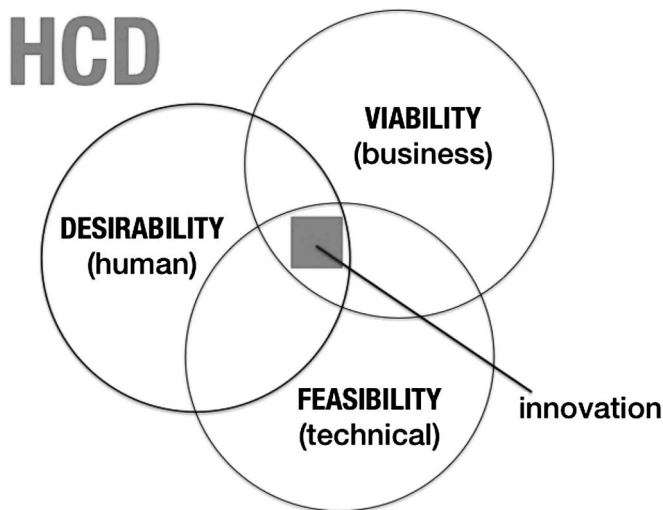 HCD
VIABILITY
(business)
DESIRABILITY
(human)
FEASIBILITY
(technical)
innovation